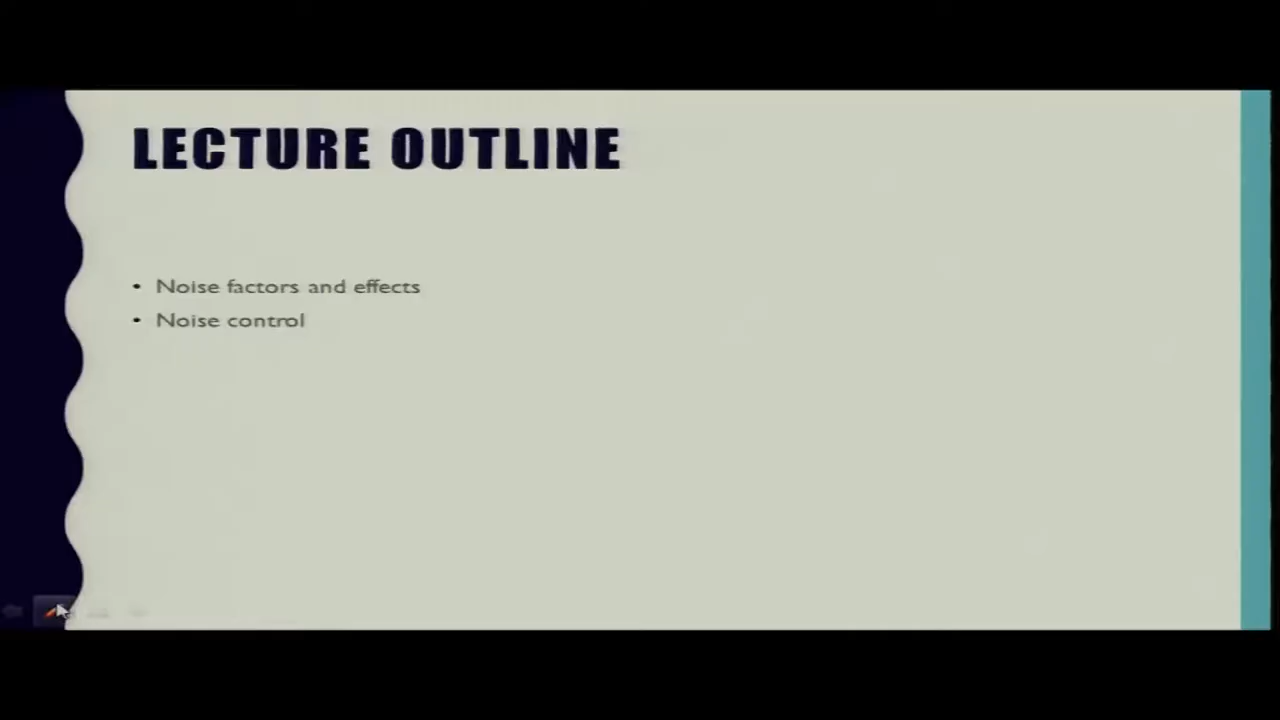 LECTURE OUTLINE
• Noise factors and effects
• Noise control